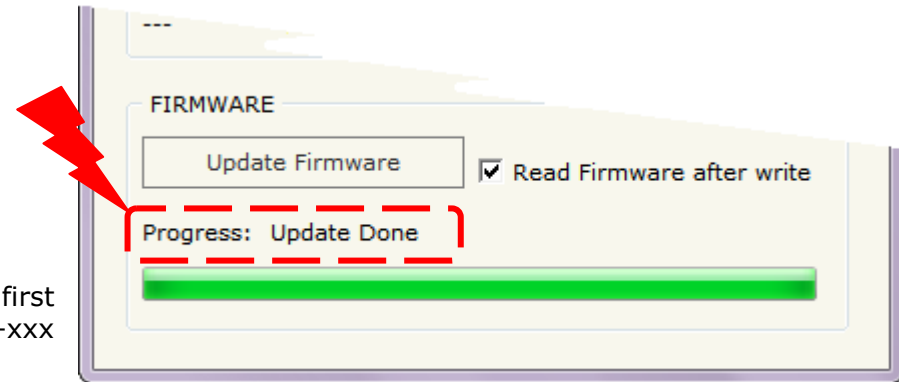 ---
FIRMWARE
Update Firmware
Read Firmware after write
Progress: Update Done
first
-xxx